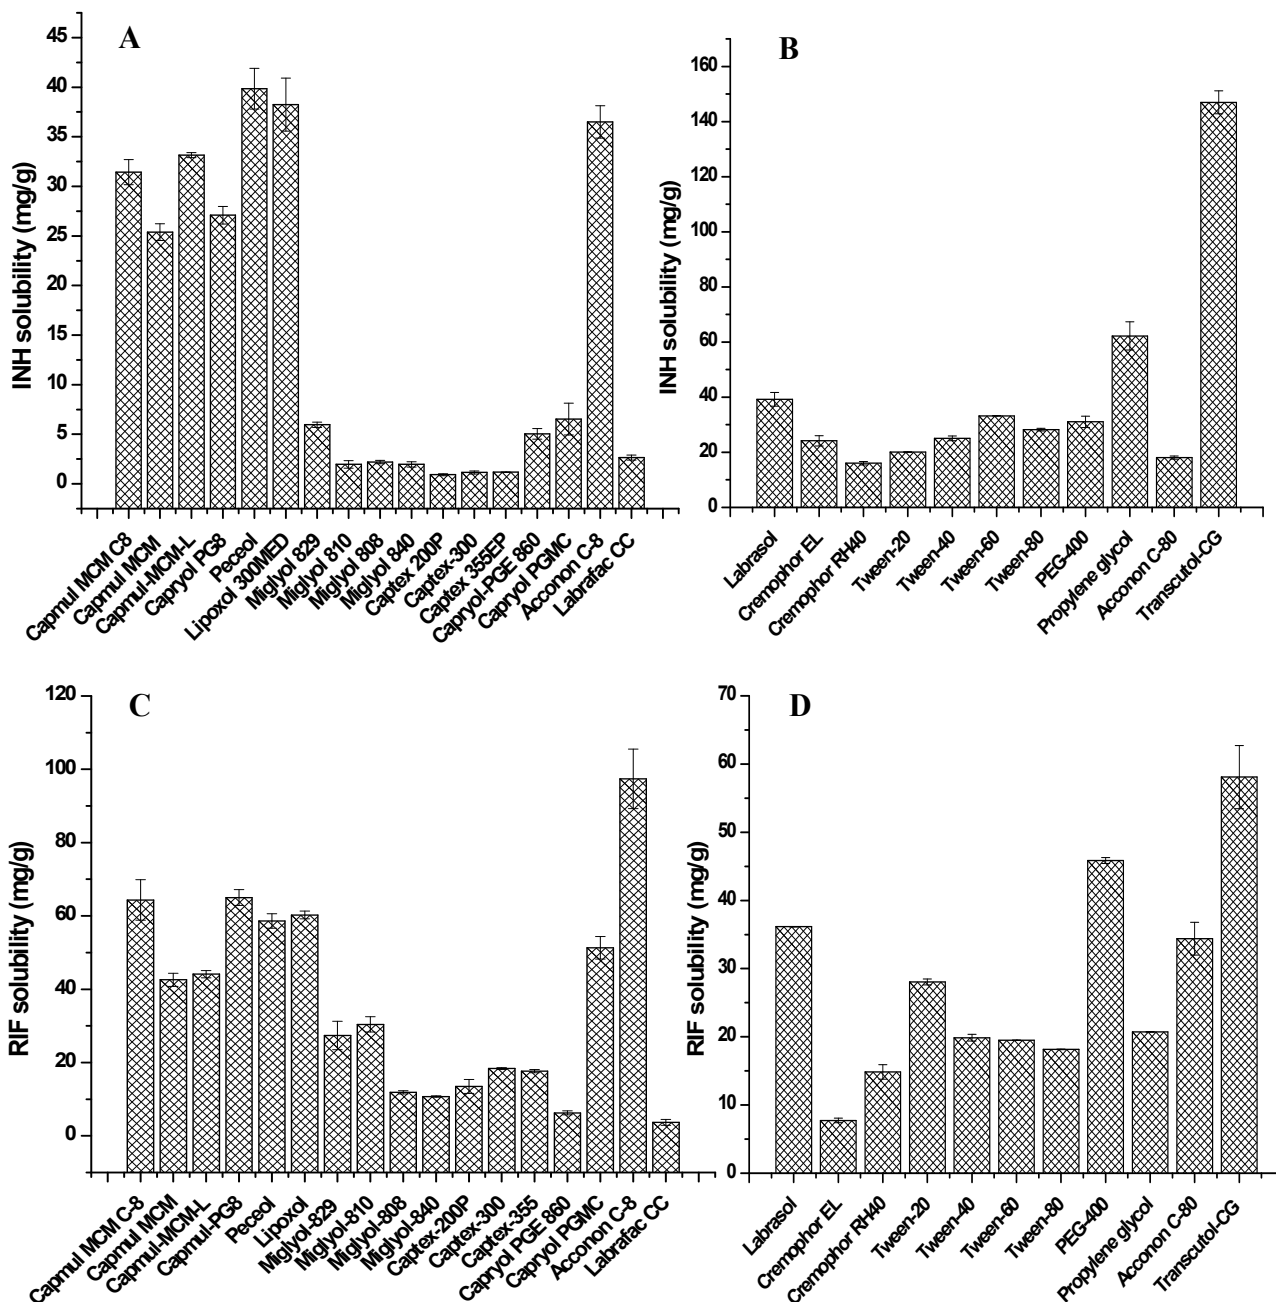 A
INH solubility (mg/g)
45
40
35
30
25
20
15
10
5
0
Capmul MCM C8
Capmul MCM
Capmul-MCM-L
Capryol PG8
Peceol
Lipoxol 300MED
Miglyol 829
Miglyol 810
Miglyol 808
Miglyol 840
Captex 200P
Captex-300
Captex 355EP
Capryol-PGE 860
Capryol PGMC
Acconon C-8
Labrafac CC
B
INH solubility (mg/g)
160
140
120
100
80
60
40
20
0
Labrasol
Cremophor EL
Cremophor RH40
Tween-20
Tween-40
Tween-60
Tween-80
PEG-400
Propylene glycol
Acconon C-80
Transcutol-CG
C
RIF solubility (mg/g)
120
100
80
60
40
20
0
Capmul MCM C-8
Capmul MCM
Capmul-MCM-L
Capmul-PG8
Peceol
Lipoxol
Miglyol-829
Miglyol-810
Miglyol-808
Miglyol-840
Captex-200P
Captex-300
Captex-355
Capryol PGE 860
Capryol PGMC
Acconon C-8
Labrafac CC
D
RIF solubility (mg/g)
70
60
50
40
30
20
10
0
Labrasol
Cremophor EL
Cremophor RH40
Tween-20
Tween-40
Tween-60
Tween-80
PEG-400
Propylene glycol
Acconon C-80
Transcutol-CG